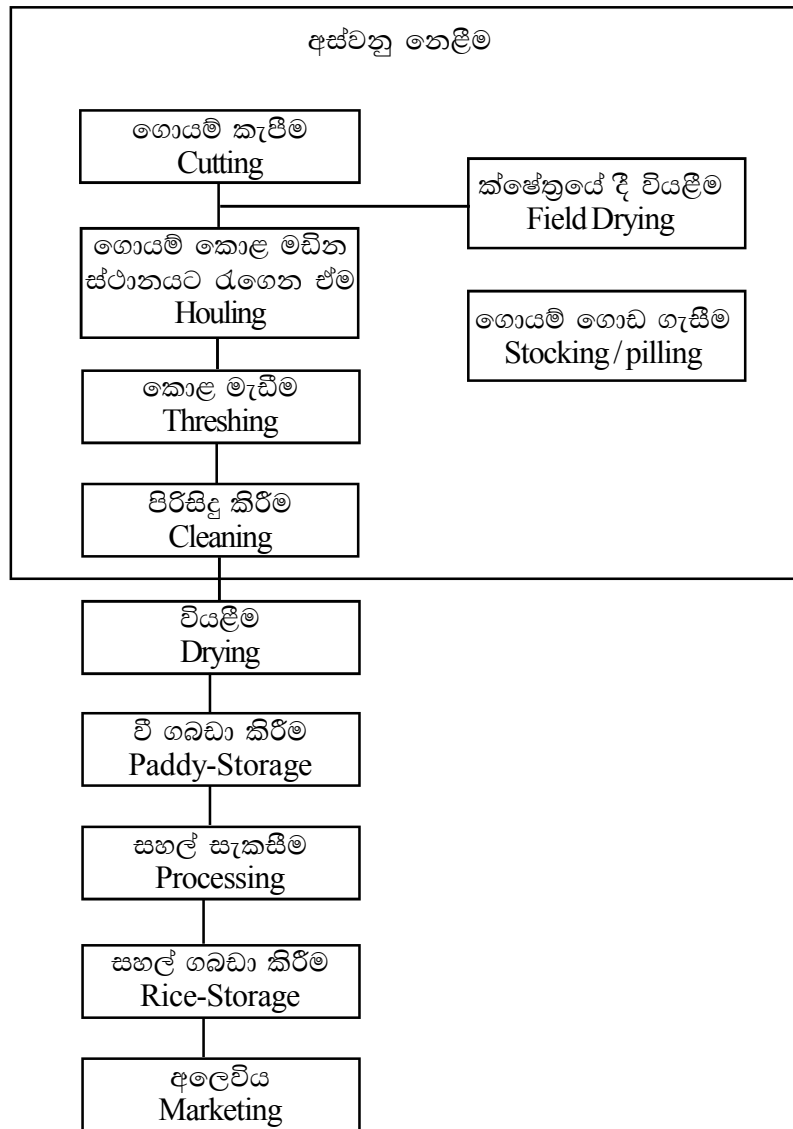 අස්වනු නෙළීම
ගොයම් කැපීම
Cutting
ක්ෂේත්‍රයේ දී වියළීම
Field Drying
ගොයම් කොළ මඩින
ස්ථානයට රැගෙන ඒම
Houling
ගොයම් ගොඩ ගැසීම
Stocking / pilling
කොළ මැඩීම
Threshing
පිරිසිදු කිරීම
Cleaning
වියළීම
Drying
වී ගබඩා කිරීම
Paddy-Storage
සහල් සැකසීම
Processing
සහල් ගබඩා කිරීම
Rice-Storage
අලෙවිය
Marketing